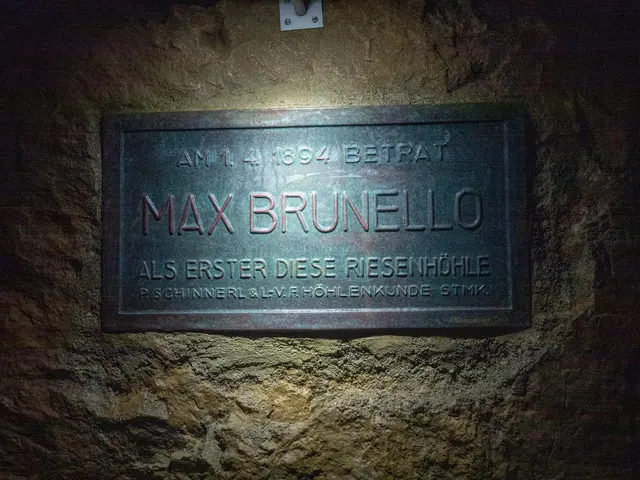 AM 1. 4. 1894 BETRAT
MAX BRUNELLO
ALS ERSTER DIESE RIESENHÖHLE
P. SCHINNERL & L.-V. F. HÖHLENKUNDE STMK.